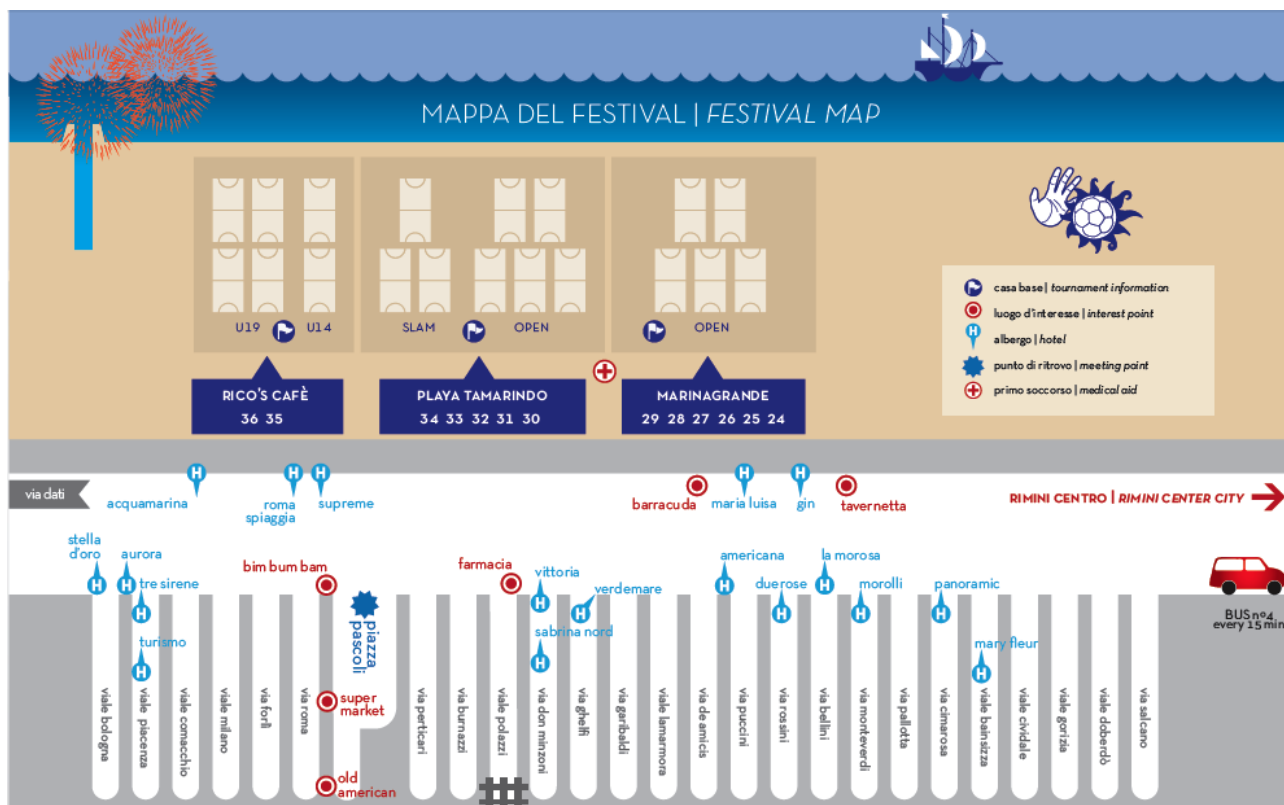 MAPPA DEL FESTIVAL | FESTIVAL MAP
U19
U14
SLAM
OPEN
OPEN
RICO'S CAFÈ
36 35
PLAYA TAMARINDO
34 33 32 31 30
MARINAGRANDE
29 28 27 26 25 24
casa base | tournament information
luogo d'interesse | interest point
H albergo | hotel
punto di ritrovo | meeting point
primo soccorso | medical aid
via dati
H
acquamarina
H
roma
spiaggia
H
supreme
barracuda
H
maria luisa
H
gin
tavernetta
RIMINI CENTRO | RIMINI CENTER CITY
stella
d'oro
H
aurora
H
tre sirene
H
turismo
H
bim bum bam
piazza
pascoli
super
market
old
american
farmacia
vittoria
H
verdemare
H
sabrina nord
H
americana
H
due rose
H
la morosa
H
morolli
H
panoramic
H
mary fleur
H
BUS nº4
every 15 min
viale bologna
viale piacenza
viale comacchio
viale milano
via forlì
via roma
via perticari
via burnazzi
viale polazzi
via don minzoni
via ghelfi
via garibaldi
viale lamarmora
via de amicis
via puccini
via rossini
via bellini
via monteverdi
via pallotta
via cimarosa
viale bainsizza
viale cividale
viale gorizia
viale doberdò
via salcano